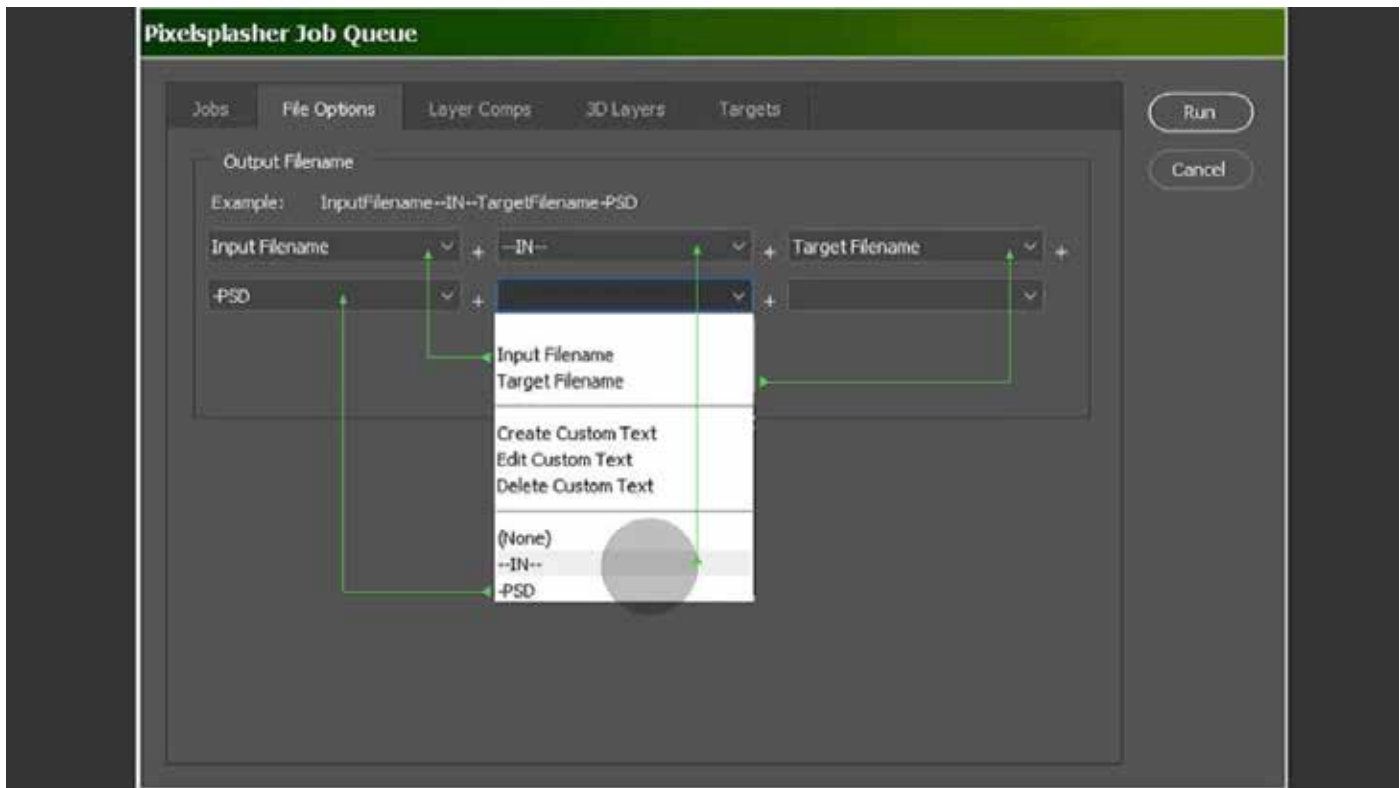 Pixelsplasher Job Queue
Jobs File Options Layer Comps 3D Layers Targets
Run
Cancel
Output Filename
Example: InputFilename--IN--TargetFilename-PSD
Input Filename + --IN-- + Target Filename +
-PSD + +
Input Filename
Target Filename
Create Custom Text
Edit Custom Text
Delete Custom Text
(None)
--IN--
-PSD